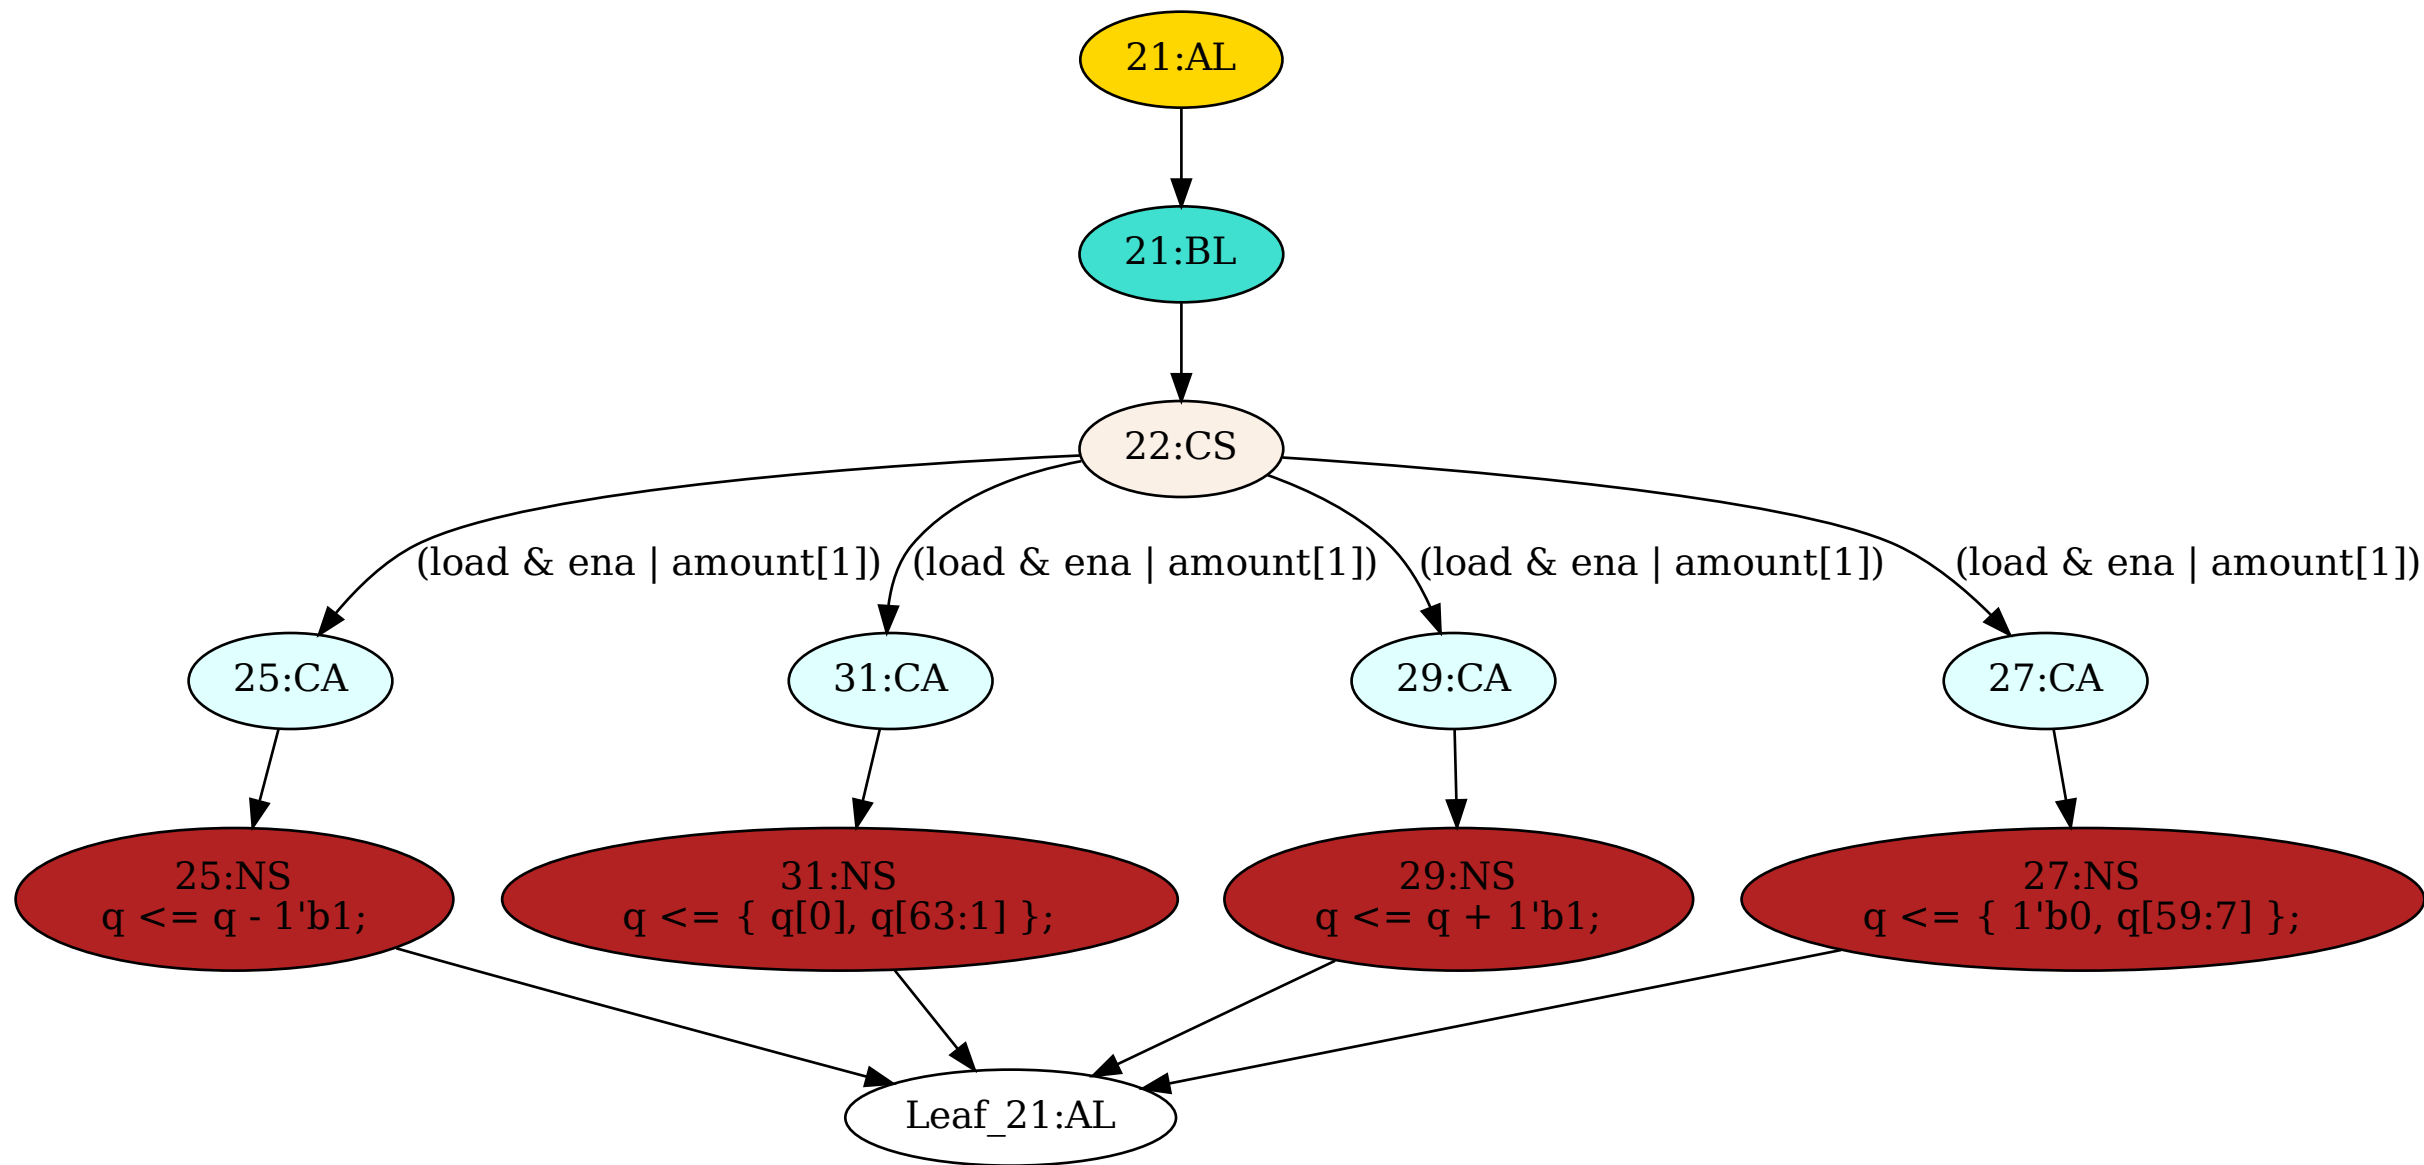 21:AL
21:BL
22:CS
(load & ena | amount[1])
(load & ena | amount[1])
(load & ena | amount[1])
(load & ena | amount[1])
25:CA
31:CA
29:CA
27:CA
25:NS
q <= q - 1'b1;
31:NS
q <= { q[0], q[63:1] };
29:NS
q <= q + 1'b1;
27:NS
q <= { 1'b0, q[59:7] };
Leaf_21:AL